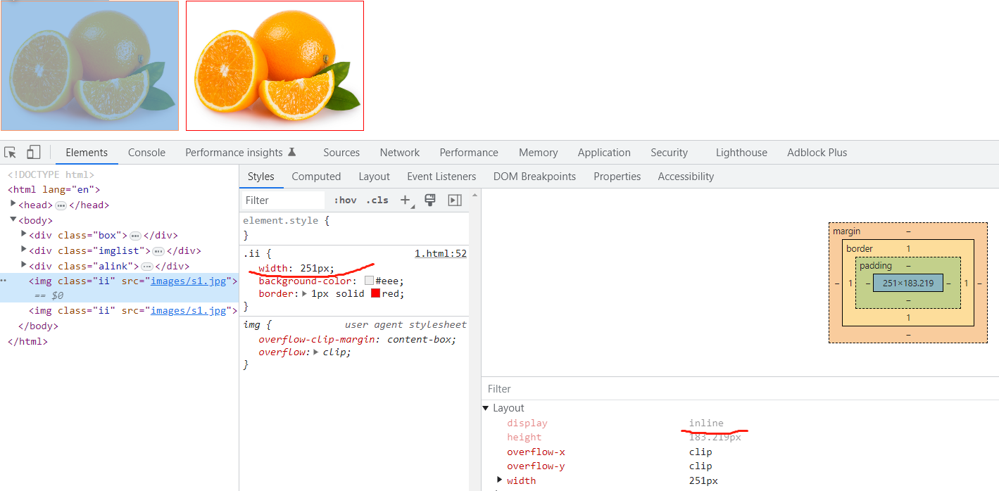 Elements Console Performance insights Sources Network Performance Memory Application Security Lighthouse Adblock Plus
<!DOCTYPE html>
<html lang="en">
<head> ••• </head>
<body>
<div class="box"> ••• </div>
<div class="imglist"> ••• </div>
<div class="alink"> ••• </div>
<img class="ii" src="images/s1.jpg">
== $0
<img class="ii" src="images/s1.jpg">
</body>
</html>
Styles Computed Layout Event Listeners DOM Breakpoints Properties Accessibility
Filter :hov .cls +
element.style {
}
.ii { 1.html:52
width: 251px;
background-color: #eee;
border: 1px solid red;
}
img { user agent stylesheet
overflow-clip-margin: content-box;
overflow: clip;
}
margin –
border 1
padding –
– 1 – 251×183.219 – 1 –
–
1
–
Filter
Layout
display inline
height 183.219px
overflow-x clip
overflow-y clip
width 251px